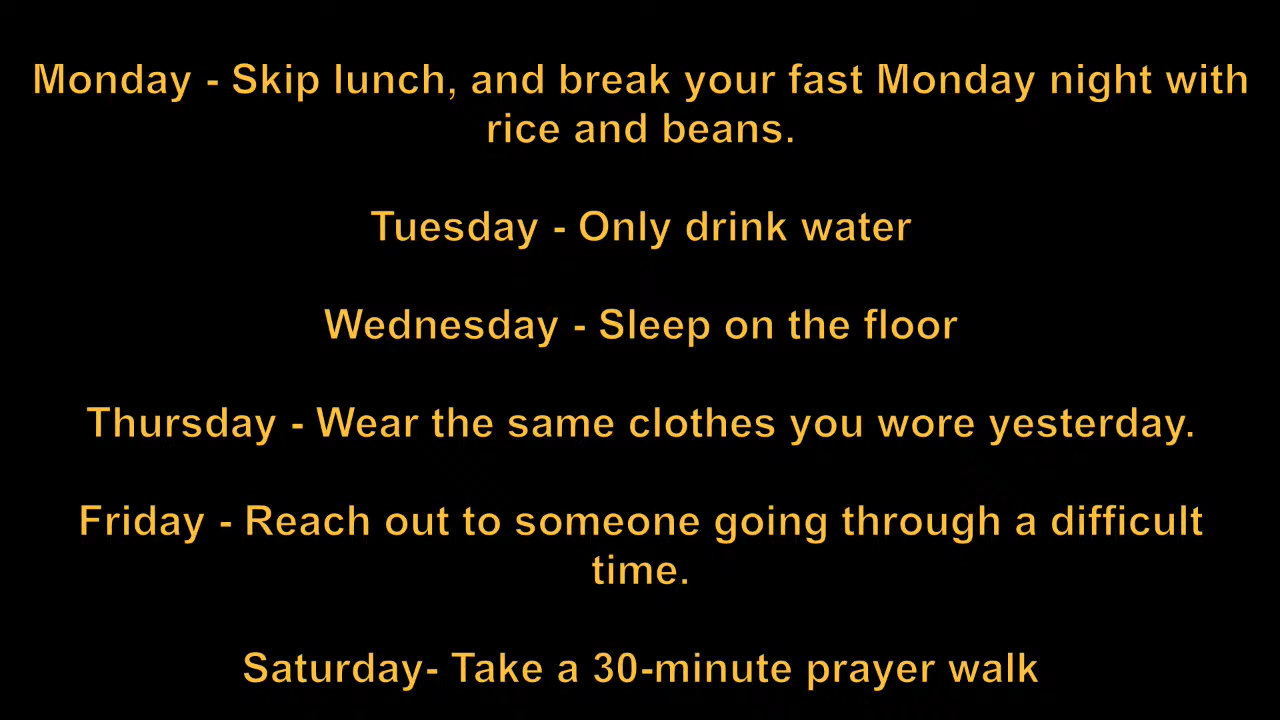 Monday - Skip lunch, and break your fast Monday night with
rice and beans.
Tuesday - Only drink water
Wednesday - Sleep on the floor
Thursday - Wear the same clothes you wore yesterday.
Friday - Reach out to someone going through a difficult
time.
Saturday- Take a 30-minute prayer walk